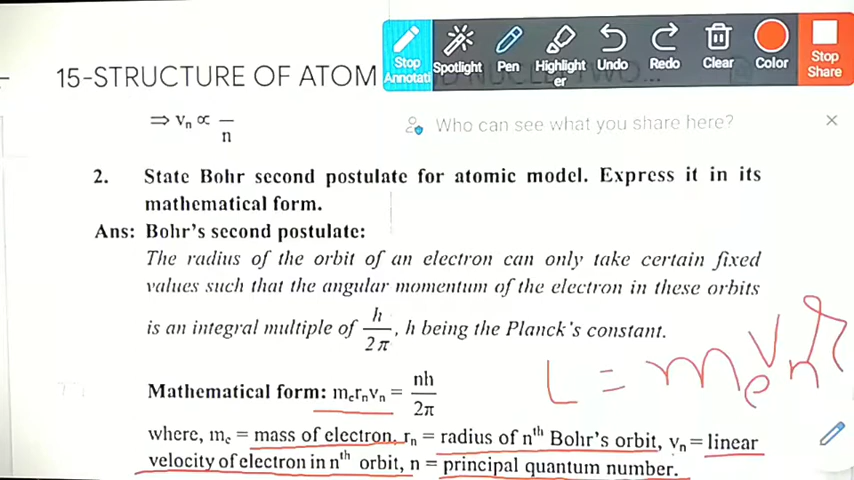 Stop
Annotati
Spotlight
Pen
Highlight
er
Undo
Redo
Clear
Color
Stop
Share
15-STRUCTURE OF ATOM
Who can see what you share here?
⇒ vₙ ∝ — / n
2. State Bohr second postulate for atomic model. Express it in its
mathematical form.
Ans: Bohr's second postulate:
The radius of the orbit of an electron can only take certain fixed
values such that the angular momentum of the electron in these orbits
is an integral multiple of h/2π, h being the Planck's constant.
L = mₑvₙr
Mathematical form: mₑrₙvₙ = nh/2π
where, mₑ = mass of electron, rₙ = radius of nᵗʰ Bohr's orbit, vₙ = linear
velocity of electron in nᵗʰ orbit, n = principal quantum number.